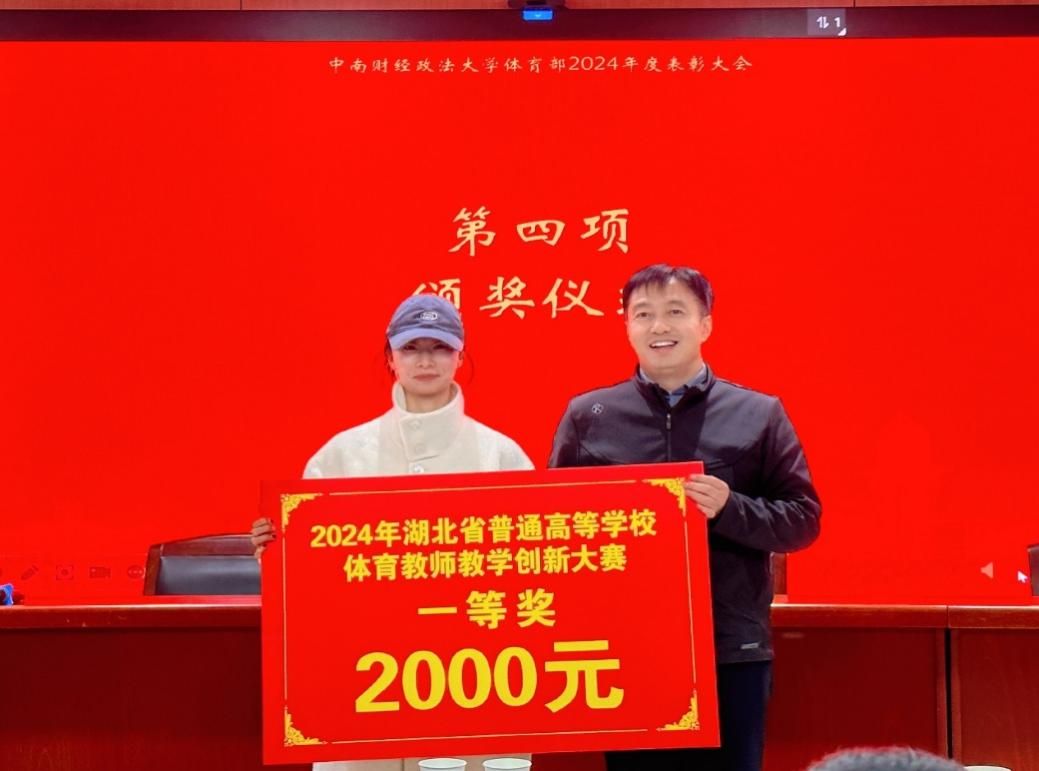 中南财经政法大学体育部2024年度表彰大会
第四项
颁奖仪
2024年湖北省普通高等学校
体育教师教学创新大赛
一等奖
2000元